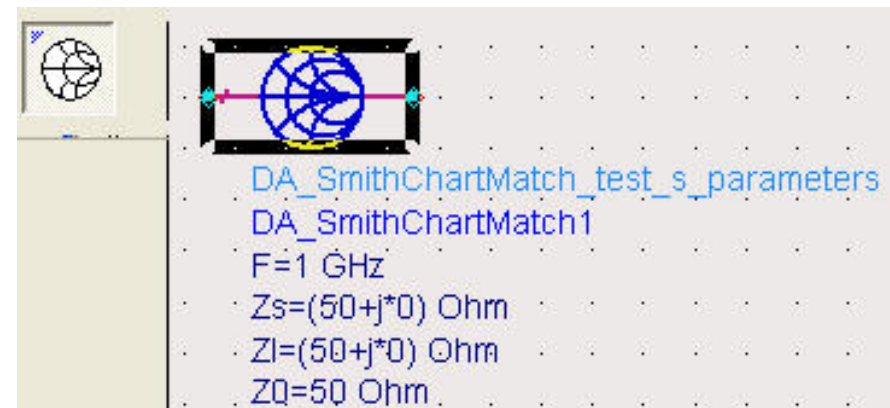 DA_SmithChartMatch_test_s_parameters
DA_SmithChartMatch1
F=1 GHz
Zs=(50+j*0) Ohm
Zl=(50+j*0) Ohm
Z0=50 Ohm